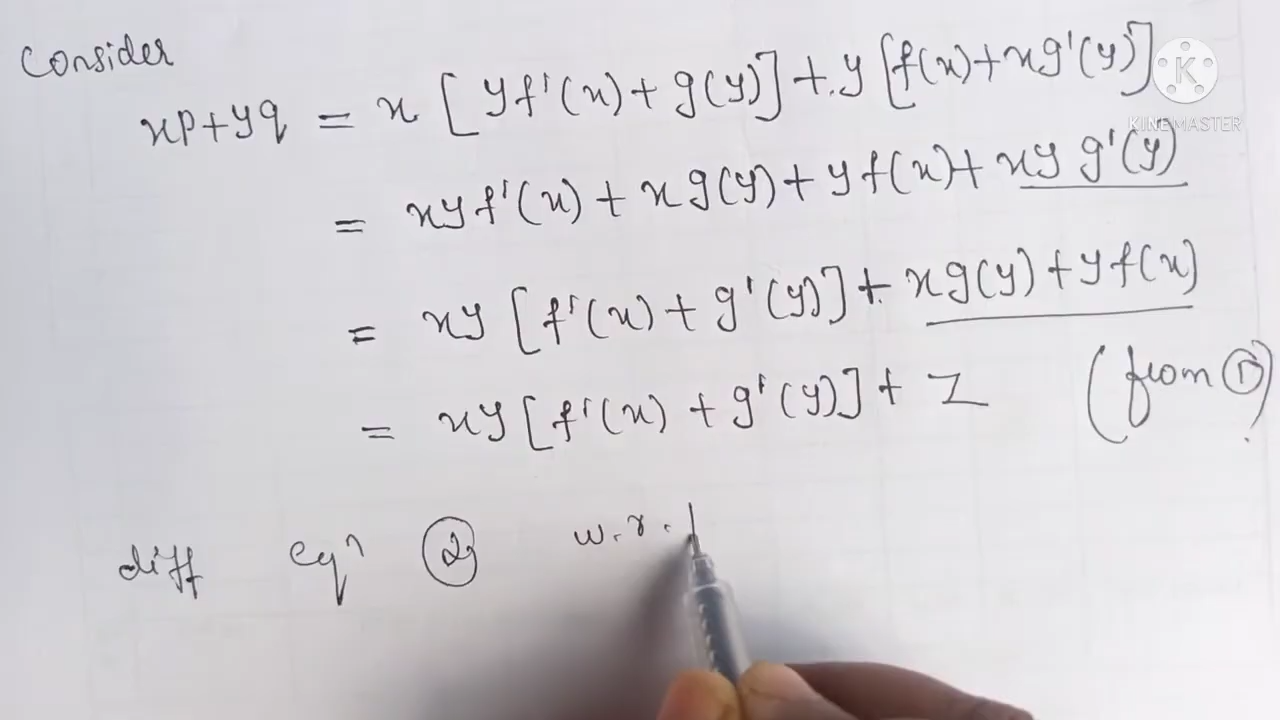 Consider
xp+yq = x [yf'(x) + g(y)] + y [f(x)+xg'(y)]
= xyf'(x) + xg(y) + yf(x) + xy g'(y)
= xy [f'(x) + g'(y)] + xg(y) + yf(x)
= xy [f'(x) + g'(y)] + Z (from ①)
diff eqn ② w.r.
K
KINEMASTER